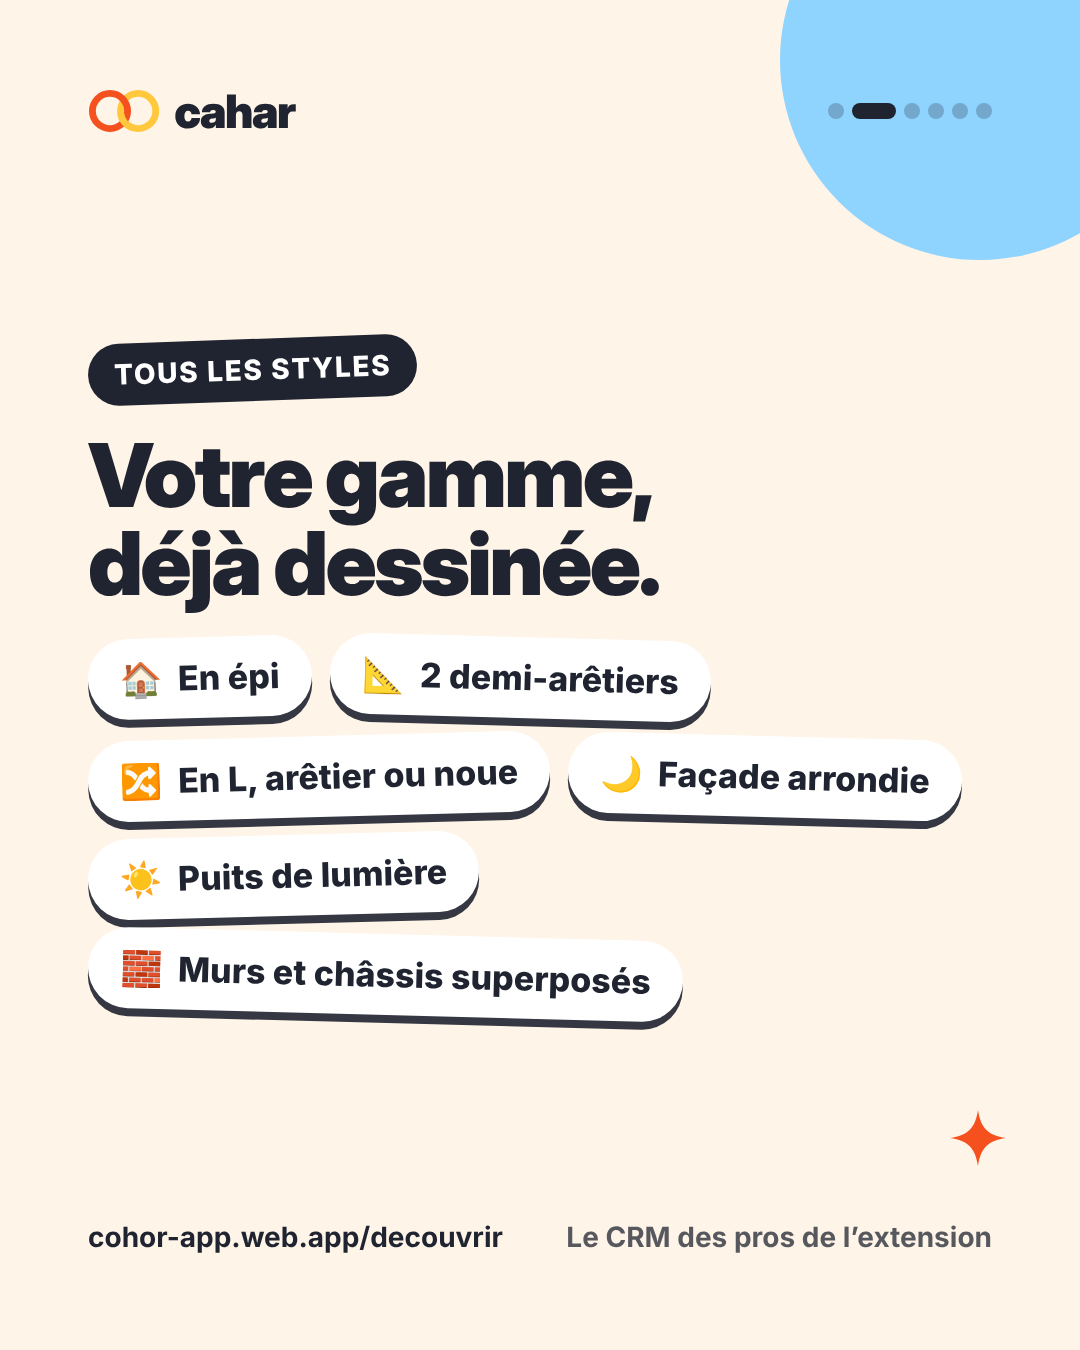 cahar
TOUS LES STYLES
Votre gamme,
déjà dessinée.
En épi
2 demi-arêtiers
En L, arêtier ou noue
Façade arrondie
Puits de lumière
Murs et châssis superposés
cohor-app.web.app/decouvrir
Le CRM des pros de l’extension